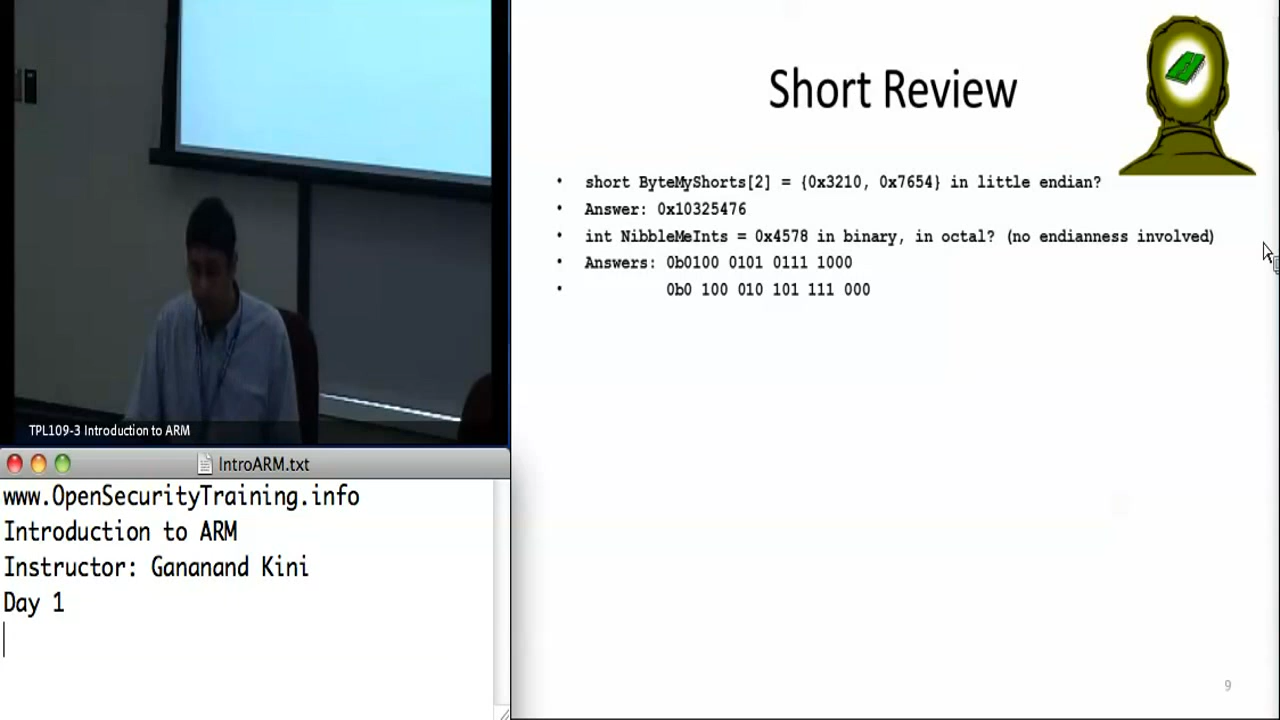 Short Review
• short ByteMyShorts[2] = {0x3210, 0x7654} in little endian?
• Answer: 0x10325476
• int NibbleMeInts = 0x4578 in binary, in octal? (no endianness involved)
• Answers: 0b0100 0101 0111 1000
• 0b0 100 010 101 111 000
9
TPL109-3 Introduction to ARM
IntroARM.txt
www.OpenSecurityTraining.info
Introduction to ARM
Instructor: Gananand Kini
Day 1